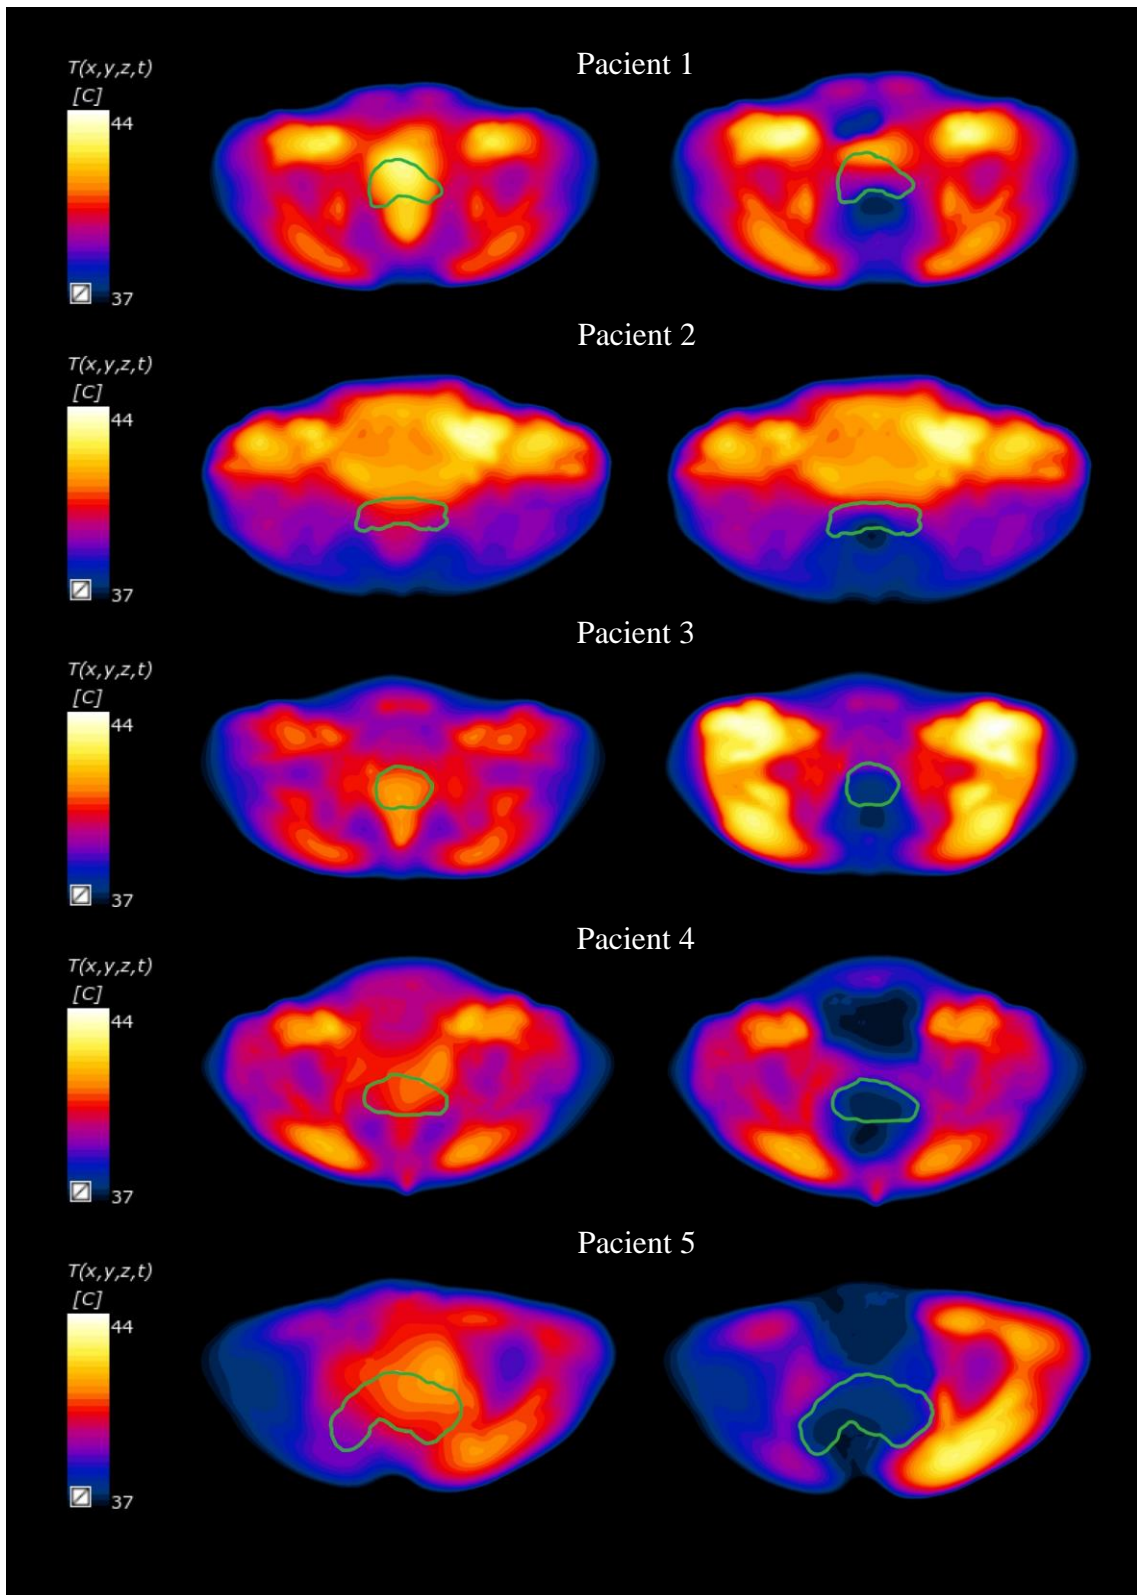 Pacient 1
T(x,y,z,t)
[C]
44
37
Pacient 2
T(x,y,z,t)
[C]
44
37
Pacient 3
T(x,y,z,t)
[C]
44
37
Pacient 4
T(x,y,z,t)
[C]
44
37
Pacient 5
T(x,y,z,t)
[C]
44
37